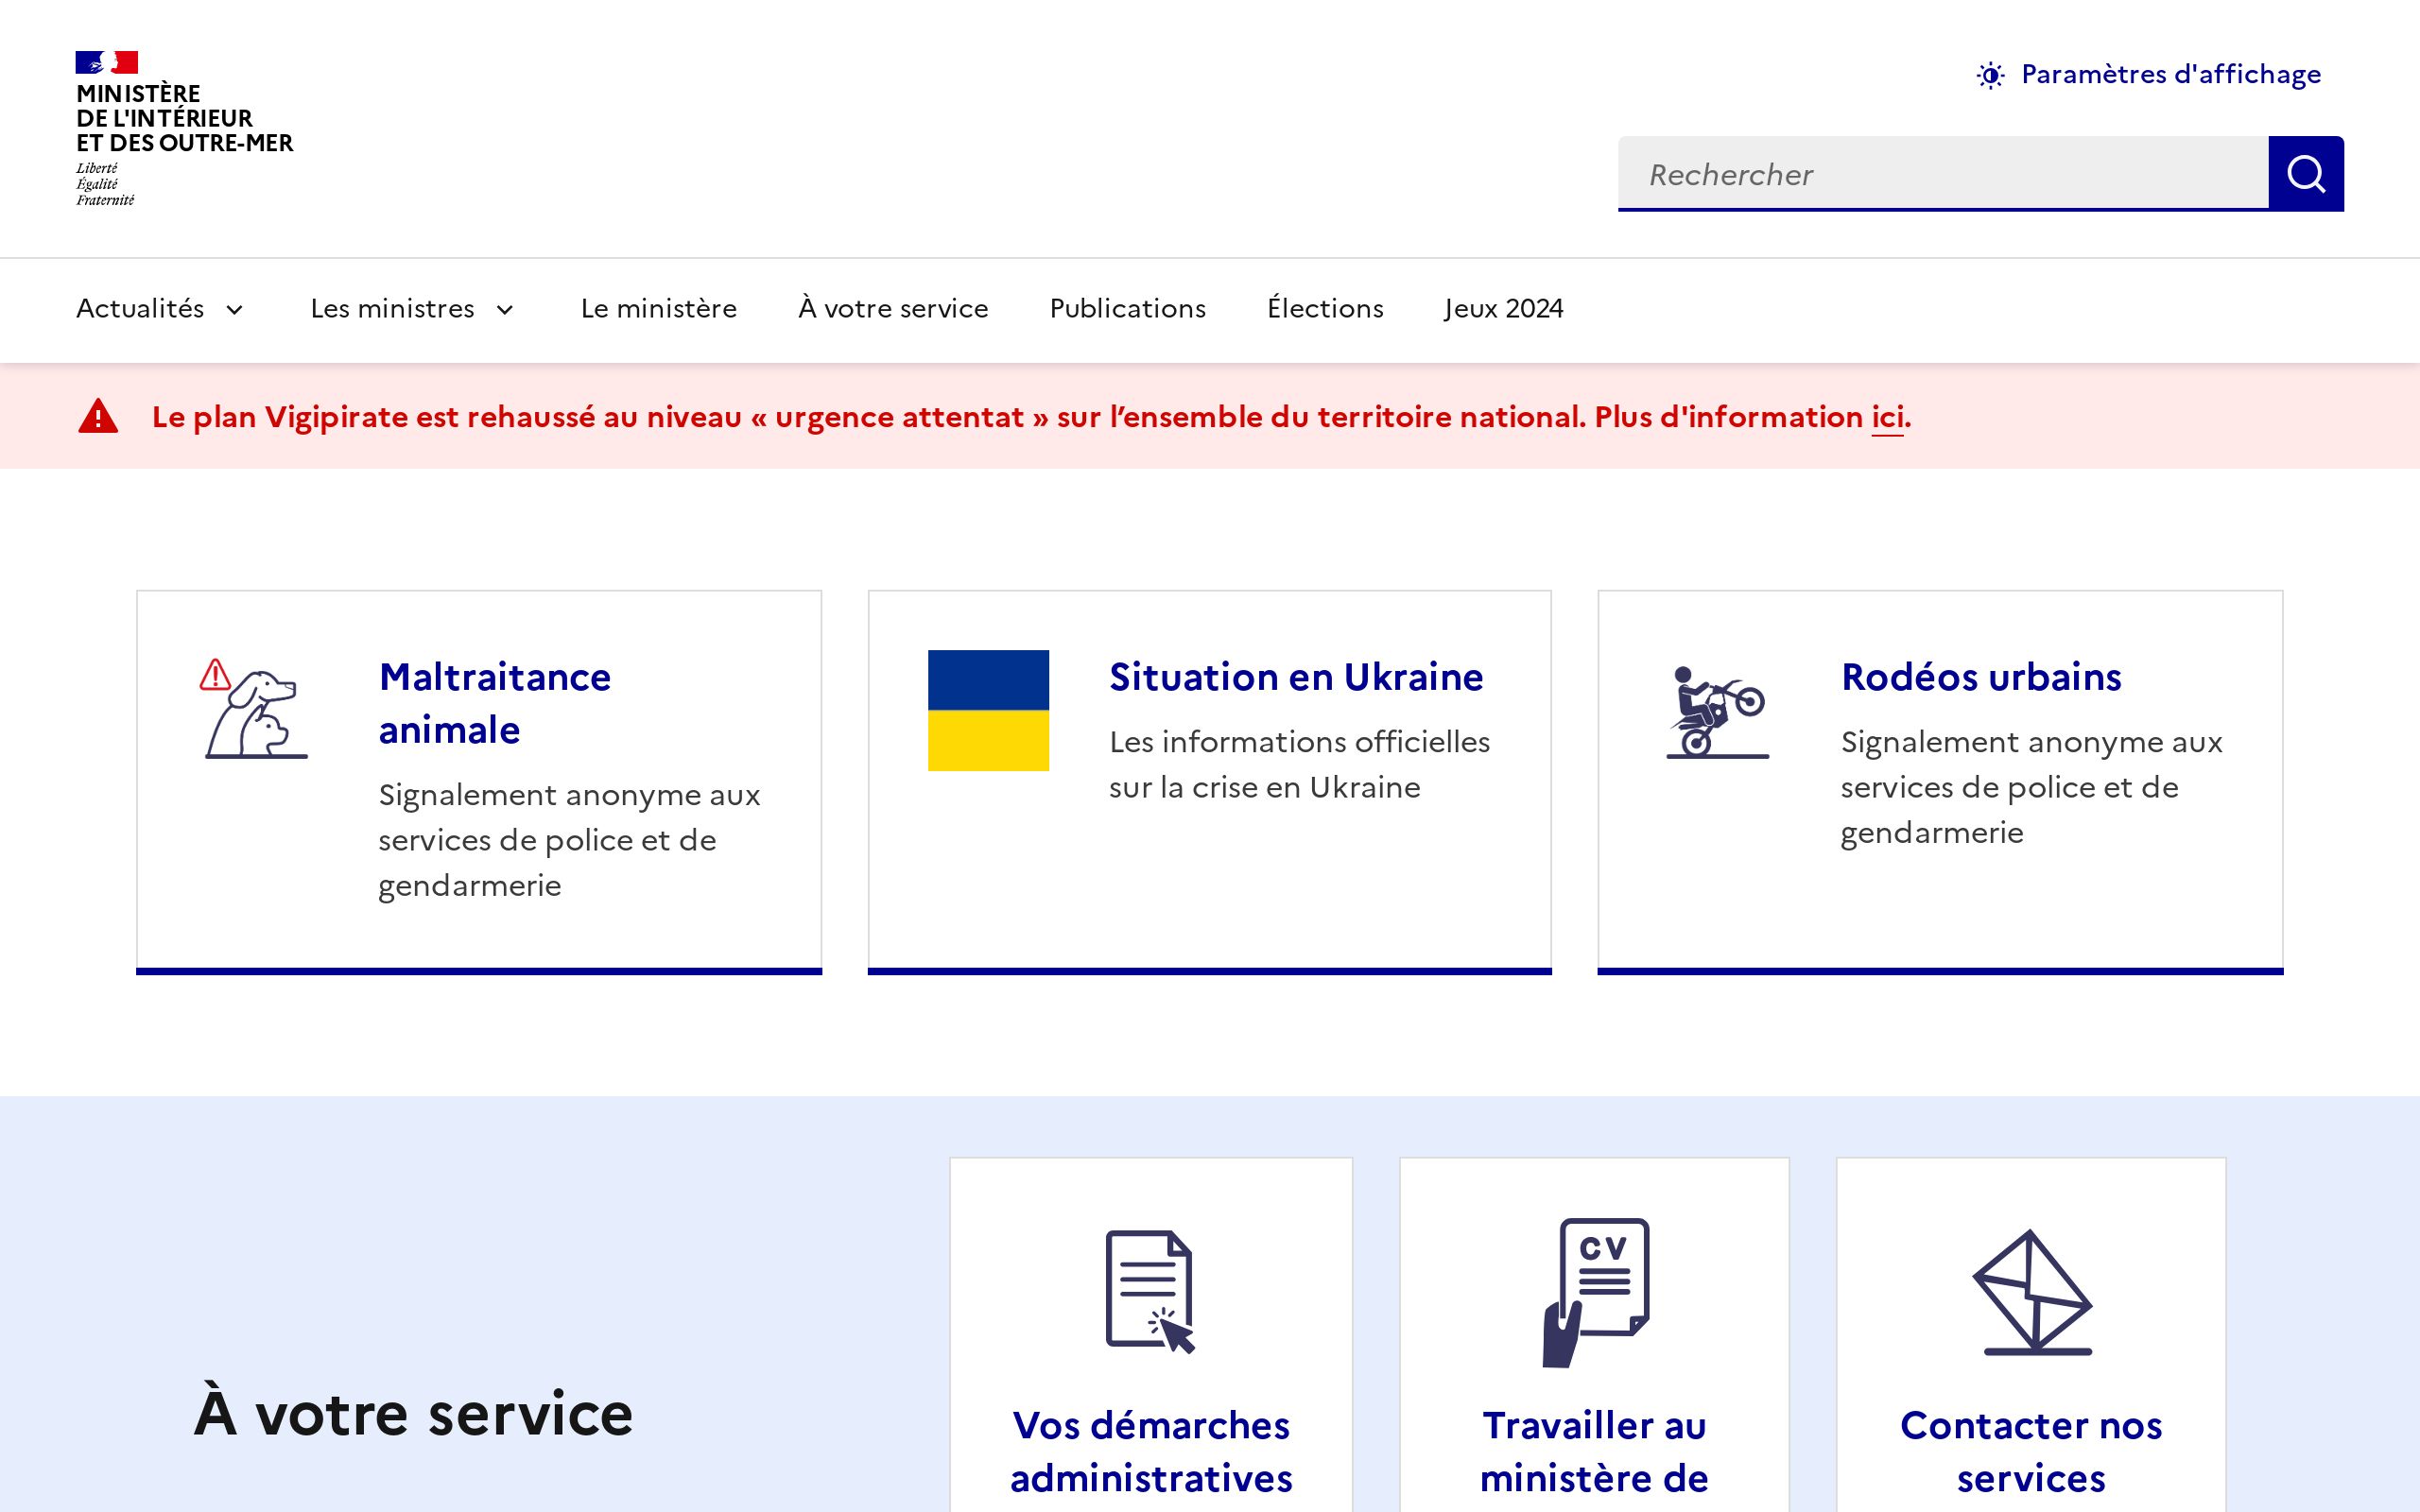 MINISTÈRE
DE L'INTÉRIEUR
ET DES OUTRE-MER
Liberté
Égalité
Fraternité
Paramètres d'affichage
Rechercher
Actualités Les ministres Le ministère À votre service Publications Élections Jeux 2024
Le plan Vigipirate est rehaussé au niveau « urgence attentat » sur l’ensemble du territoire national. Plus d'information ici.
Maltraitance
animale
Signalement anonyme aux
services de police et de
gendarmerie
Situation en Ukraine
Les informations officielles
sur la crise en Ukraine
Rodéos urbains
Signalement anonyme aux
services de police et de
gendarmerie
À votre service
Vos démarches
administratives
CV
Travailler au
ministère de
Contacter nos
services